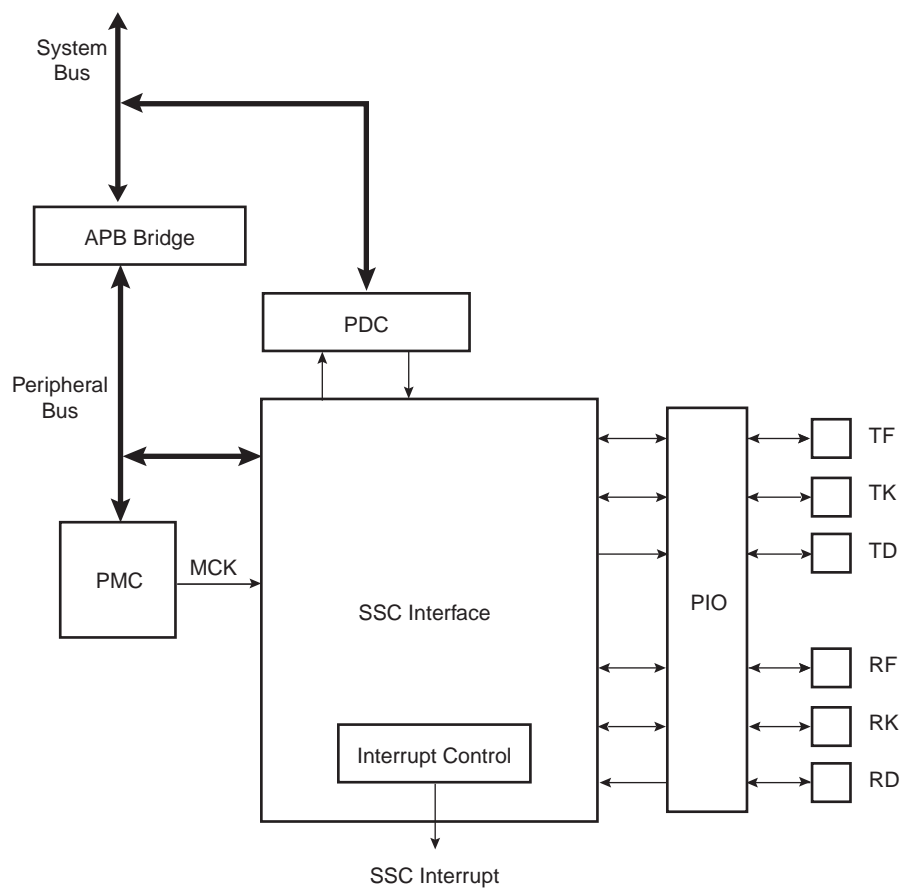 System
Bus
APB Bridge
PDC
Peripheral
Bus
PMC
MCK
SSC Interface
PIO
TF
TK
TD
RF
RK
RD
Interrupt Control
SSC Interrupt